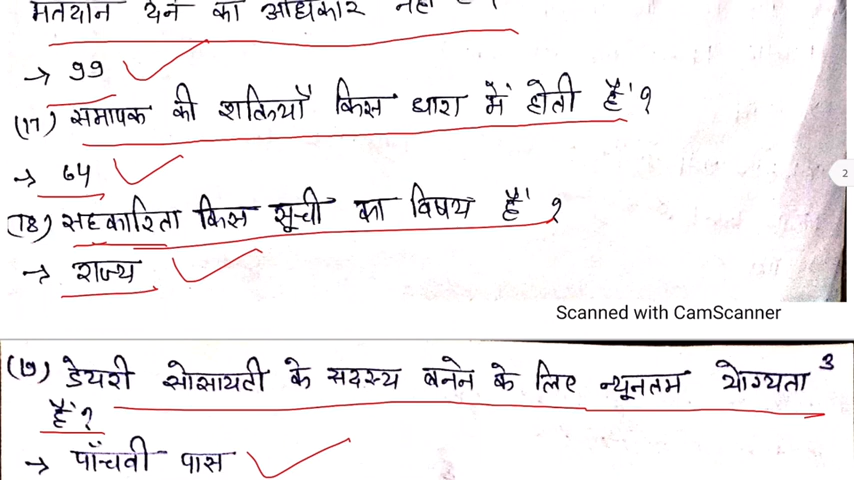 मतदान देने का अधिकार नहीं है?
→ 99
(17) समापक की शक्तियाँ किस धारा में होती हैं?
→ 64
(18) सहकारिता किस सूची का विषय हैं?
→ राज्य
2
Scanned with CamScanner
3
(७) डेयरी सोसायटी के सदस्य बनने के लिए न्यूनतम योग्यता
हैं?
→ पाँचवी पास